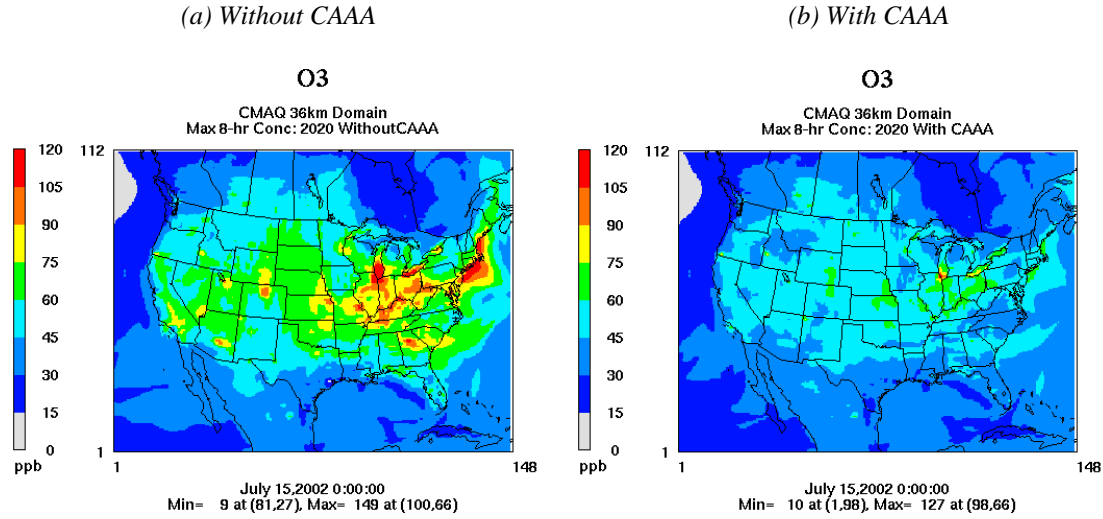 (a) Without CAAA
O3
CMAQ 36km Domain
Max 8-hr Conc: 2020 WithoutCAAA
120
105
90
75
60
45
30
15
0
ppb
112
1
1
148
July 15,2002 0:00:00
Min= 9 at (81,27), Max= 149 at (100,66)
(b) With CAAA
O3
CMAQ 36km Domain
Max 8-hr Conc: 2020 With CAAA
120
105
90
75
60
45
30
15
0
ppb
112
1
1
148
July 15,2002 0:00:00
Min= 10 at (1,98), Max= 127 at (98,66)